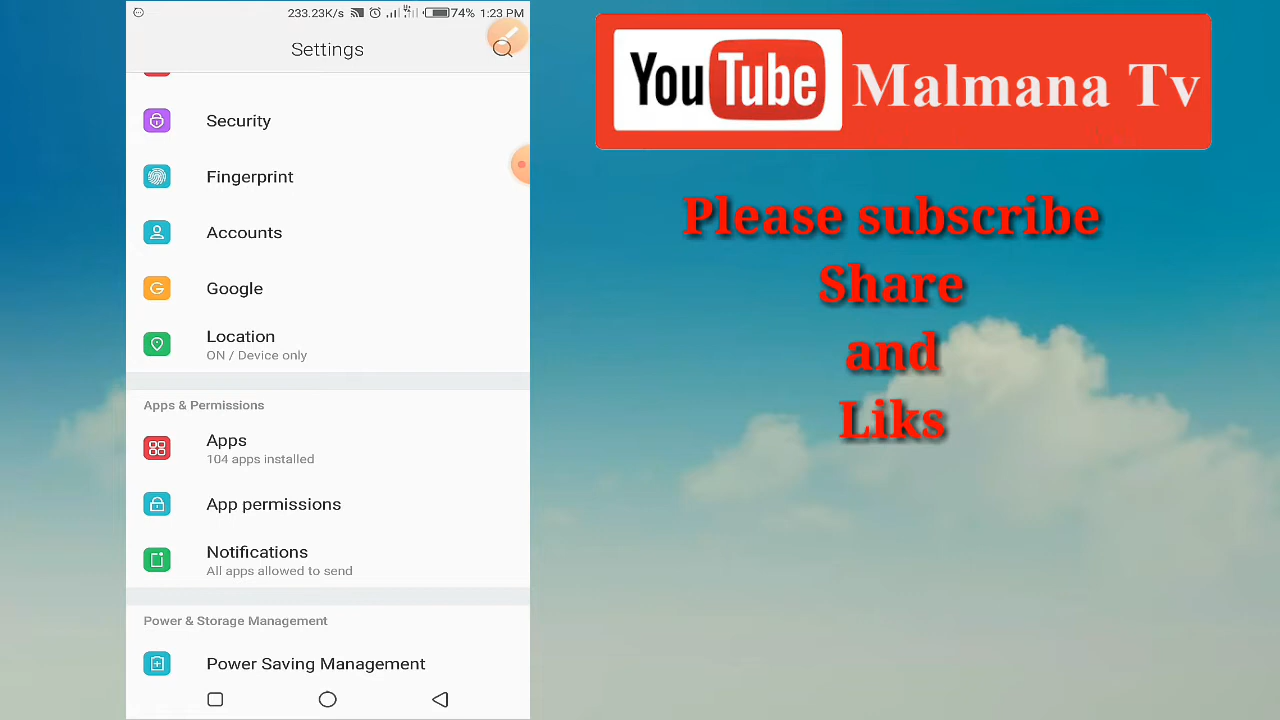 233.23K/s 74% 1:23 PM
Settings
Security
Fingerprint
Accounts
Google
Location
ON / Device only
Apps & Permissions
Apps
104 apps installed
App permissions
Notifications
All apps allowed to send
Power & Storage Management
Power Saving Management
YouTube Malmana Tv
Please subscribe
Share
and
Liks